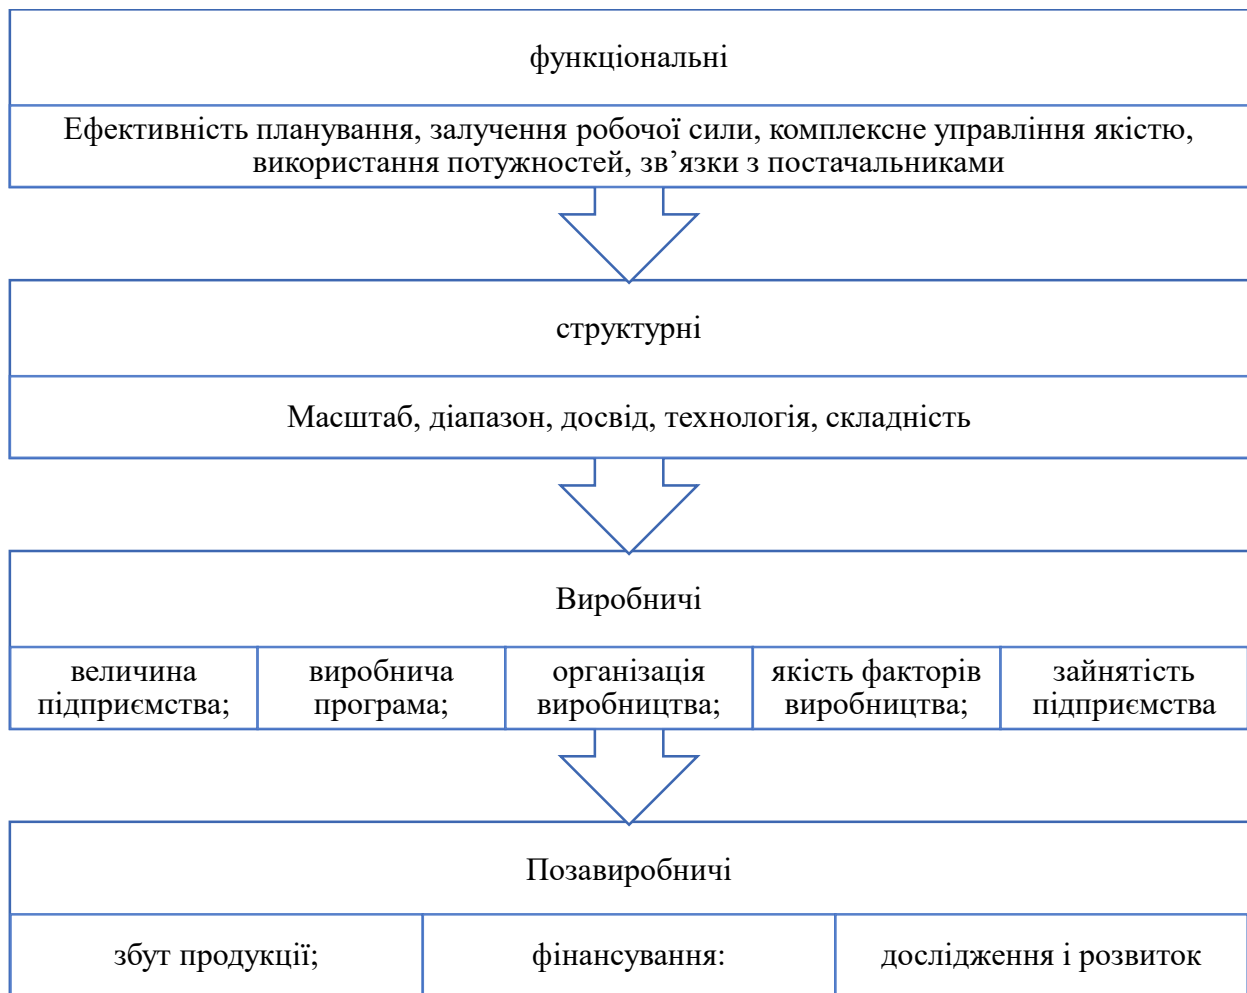 функціональні
Ефективність планування, залучення робочої сили, комплексне управління якістю,
використання потужностей, зв’язки з постачальниками
структурні
Масштаб, діапазон, досвід, технологія, складність
Виробничі
величина
підприємства;
виробнича
програма;
організація
виробництва;
якість факторів
виробництва;
зайнятість
підприємства
Позавиробничі
збут продукції;
фінансування:
дослідження і розвиток